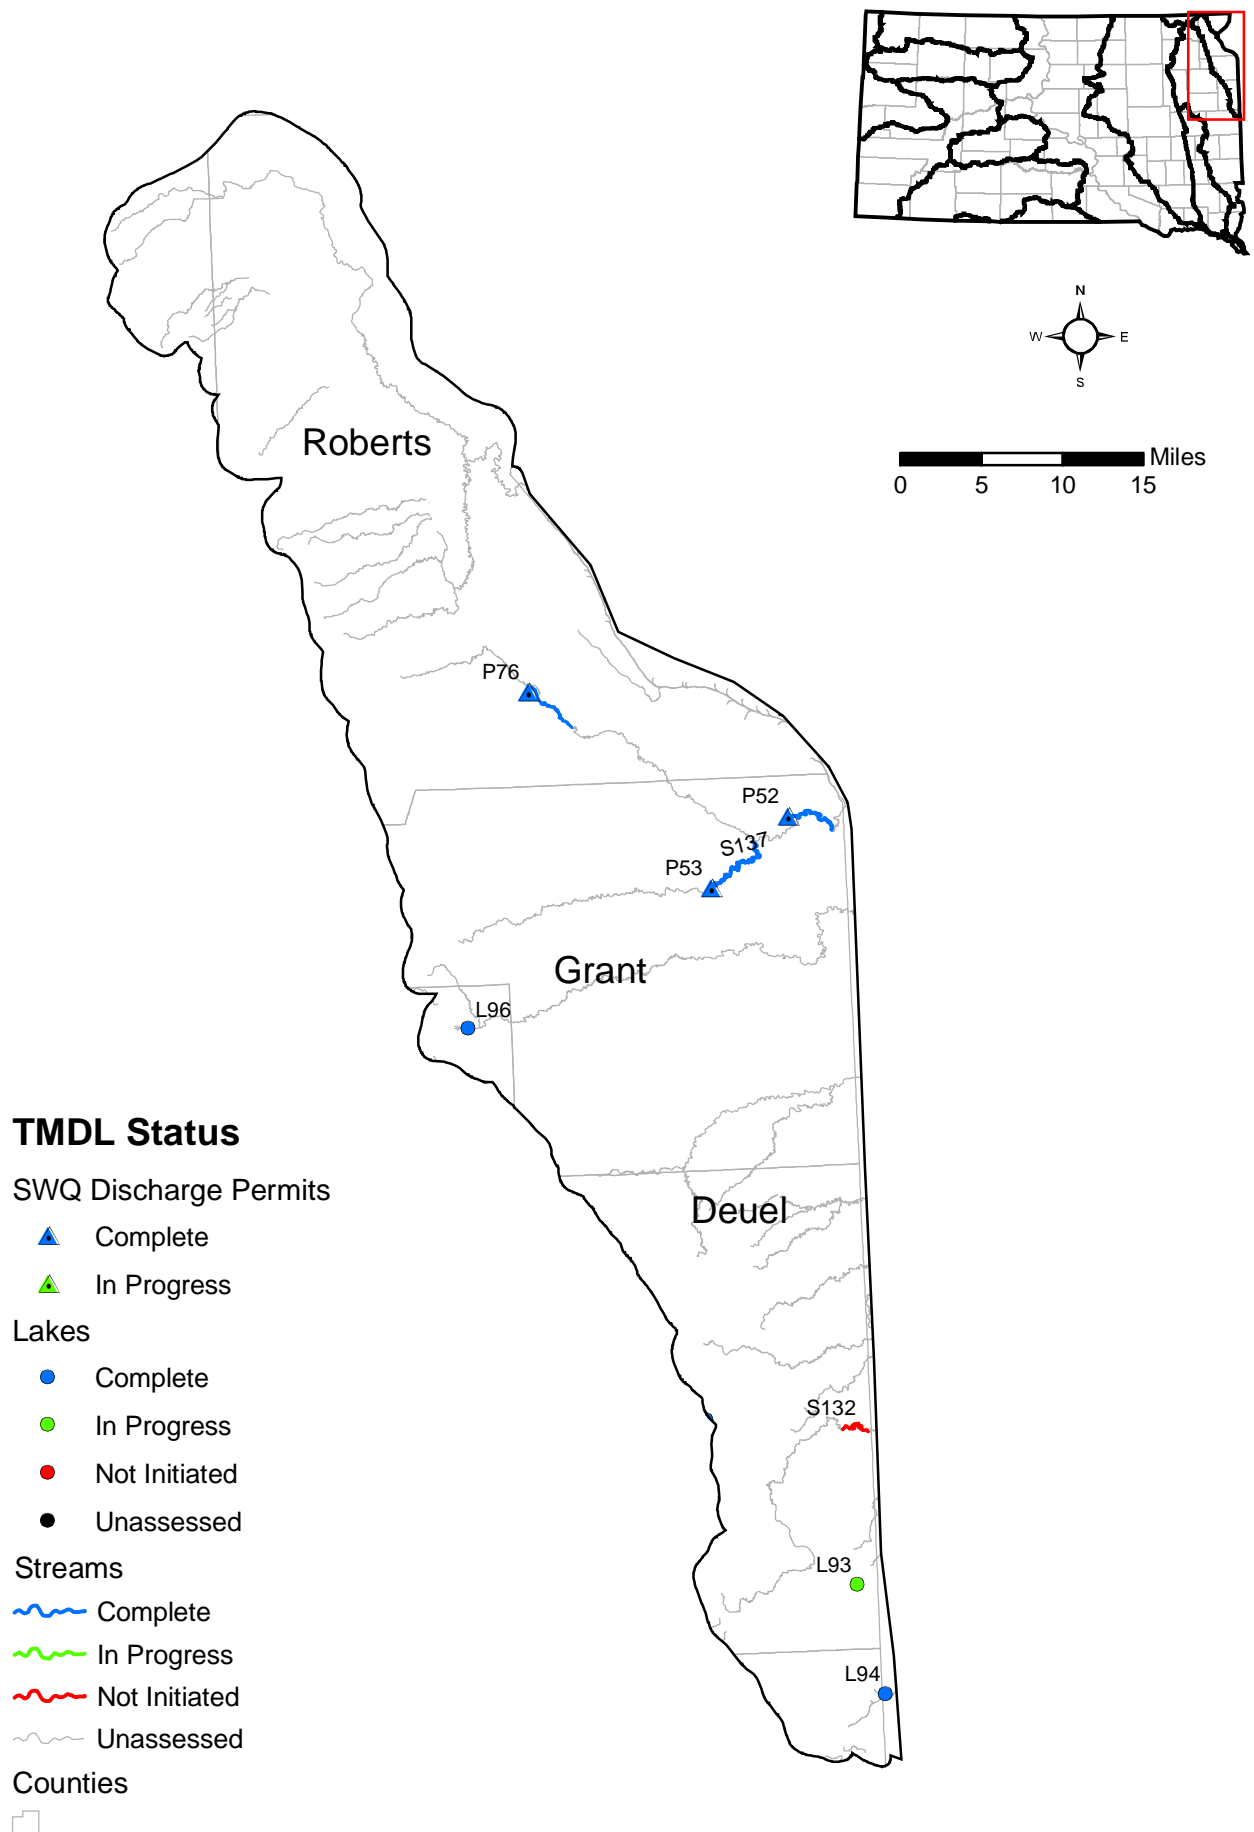 N
W
E
S
Miles
0 5 10 15
Roberts
P76
P52
S137
P53
Grant
L96
Deuel
S132
L93
L94
TMDL Status
SWQ Discharge Permits
Complete
In Progress
Lakes
Complete
In Progress
Not Initiated
Unassessed
Streams
Complete
In Progress
Not Initiated
Unassessed
Counties